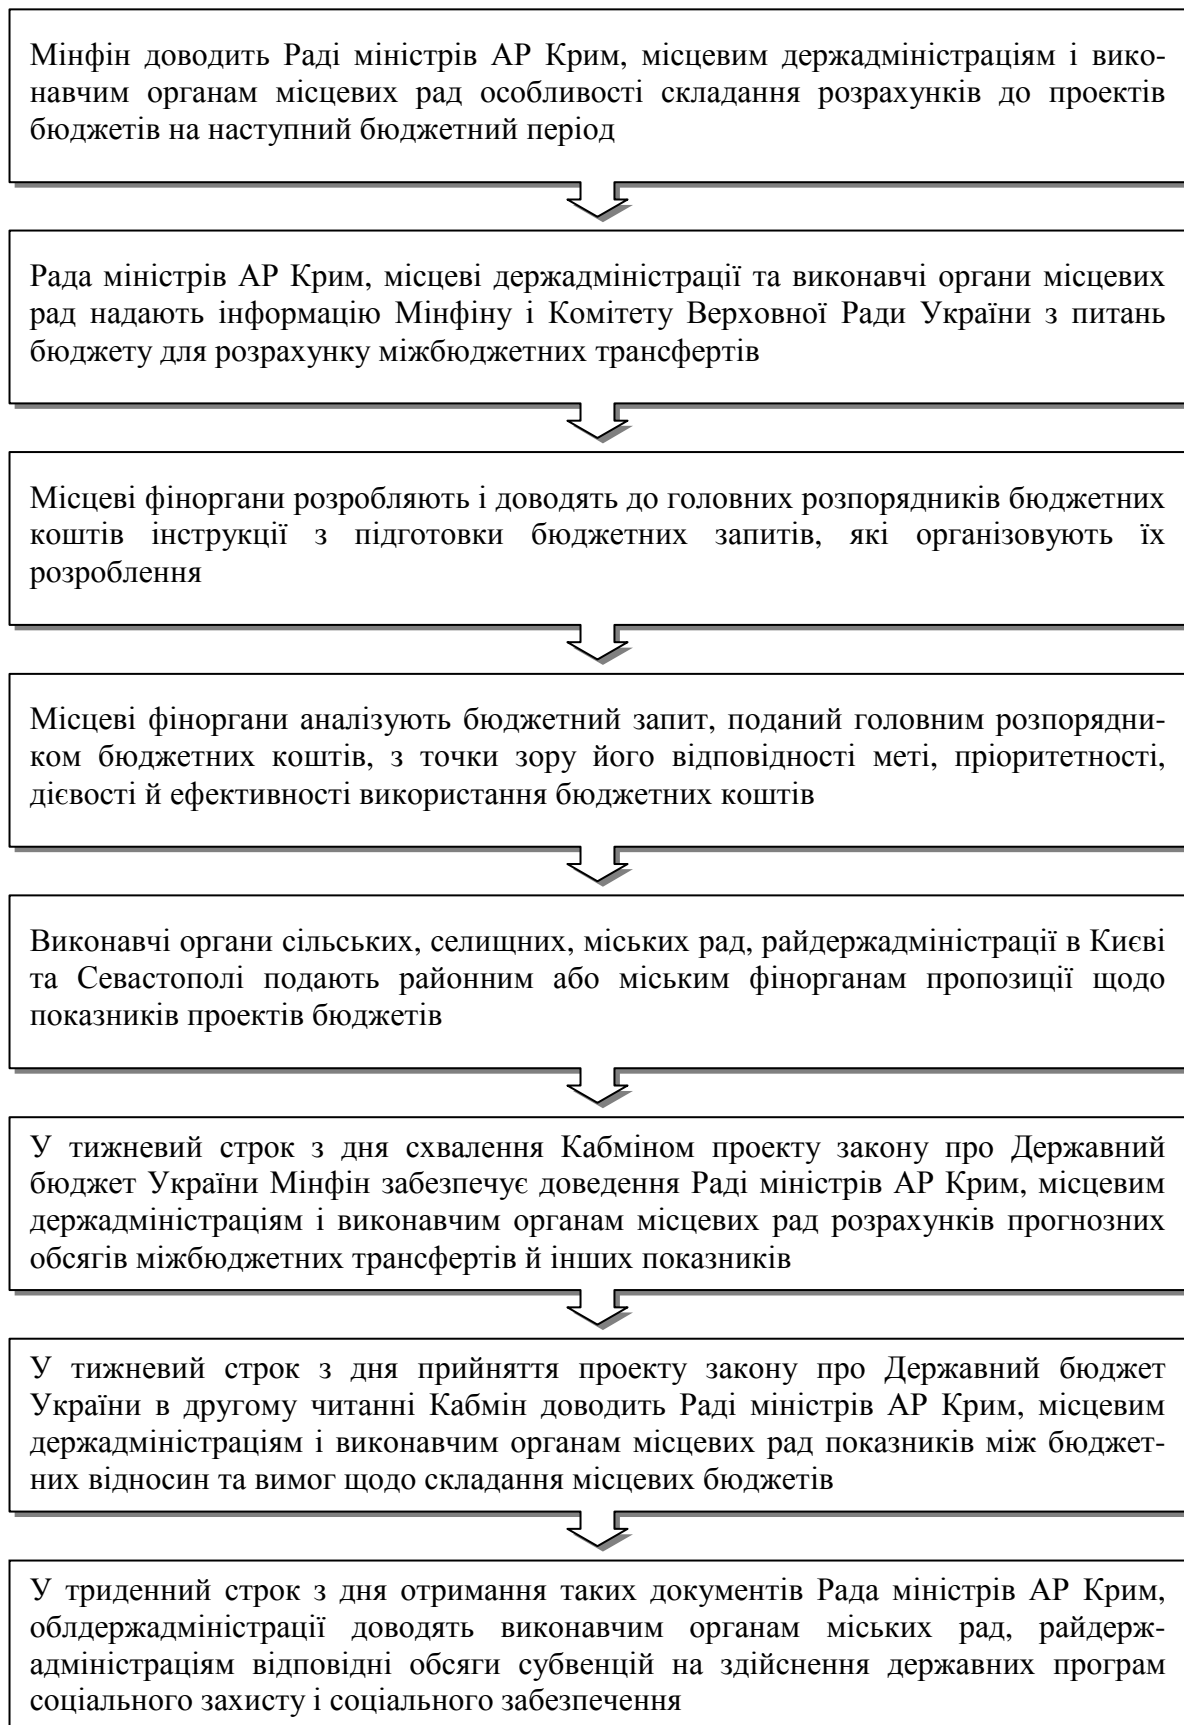 Мінфін доводить Раді міністрів АР Крим, місцевим держадміністраціям і вико-
навчим органам місцевих рад особливості складання розрахунків до проектів
бюджетів на наступний бюджетний період
Рада міністрів АР Крим, місцеві держадміністрації та виконавчі органи місцевих
рад надають інформацію Мінфіну і Комітету Верховної Ради України з питань
бюджету для розрахунку міжбюджетних трансфертів
Місцеві фіноргани розробляють і доводять до головних розпорядників бюджетних
коштів інструкції з підготовки бюджетних запитів, які організовують їх
розроблення
Місцеві фіноргани аналізують бюджетний запит, поданий головним розпорядни-
ком бюджетних коштів, з точки зору його відповідності меті, пріоритетності,
дієвості й ефективності використання бюджетних коштів
Виконавчі органи сільських, селищних, міських рад, райдержадміністрації в Києві
та Севастополі подають районним або міським фінорганам пропозиції щодо
показників проектів бюджетів
У тижневий строк з дня схвалення Кабміном проекту закону про Державний
бюджет України Мінфін забезпечує доведення Раді міністрів АР Крим, місцевим
держадміністраціям і виконавчим органам місцевих рад розрахунків прогнозних
обсягів міжбюджетних трансфертів й інших показників
У тижневий строк з дня прийняття проекту закону про Державний бюджет
України в другому читанні Кабмін доводить Раді міністрів АР Крим, місцевим
держадміністраціям і виконавчим органам місцевих рад показників між бюджет-
них відносин та вимог щодо складання місцевих бюджетів
У триденний строк з дня отримання таких документів Рада міністрів АР Крим,
облдержадміністрації доводять виконавчим органам міських рад, райдерж-
адміністраціям відповідні обсяги субвенцій на здійснення державних програм
соціального захисту і соціального забезпечення